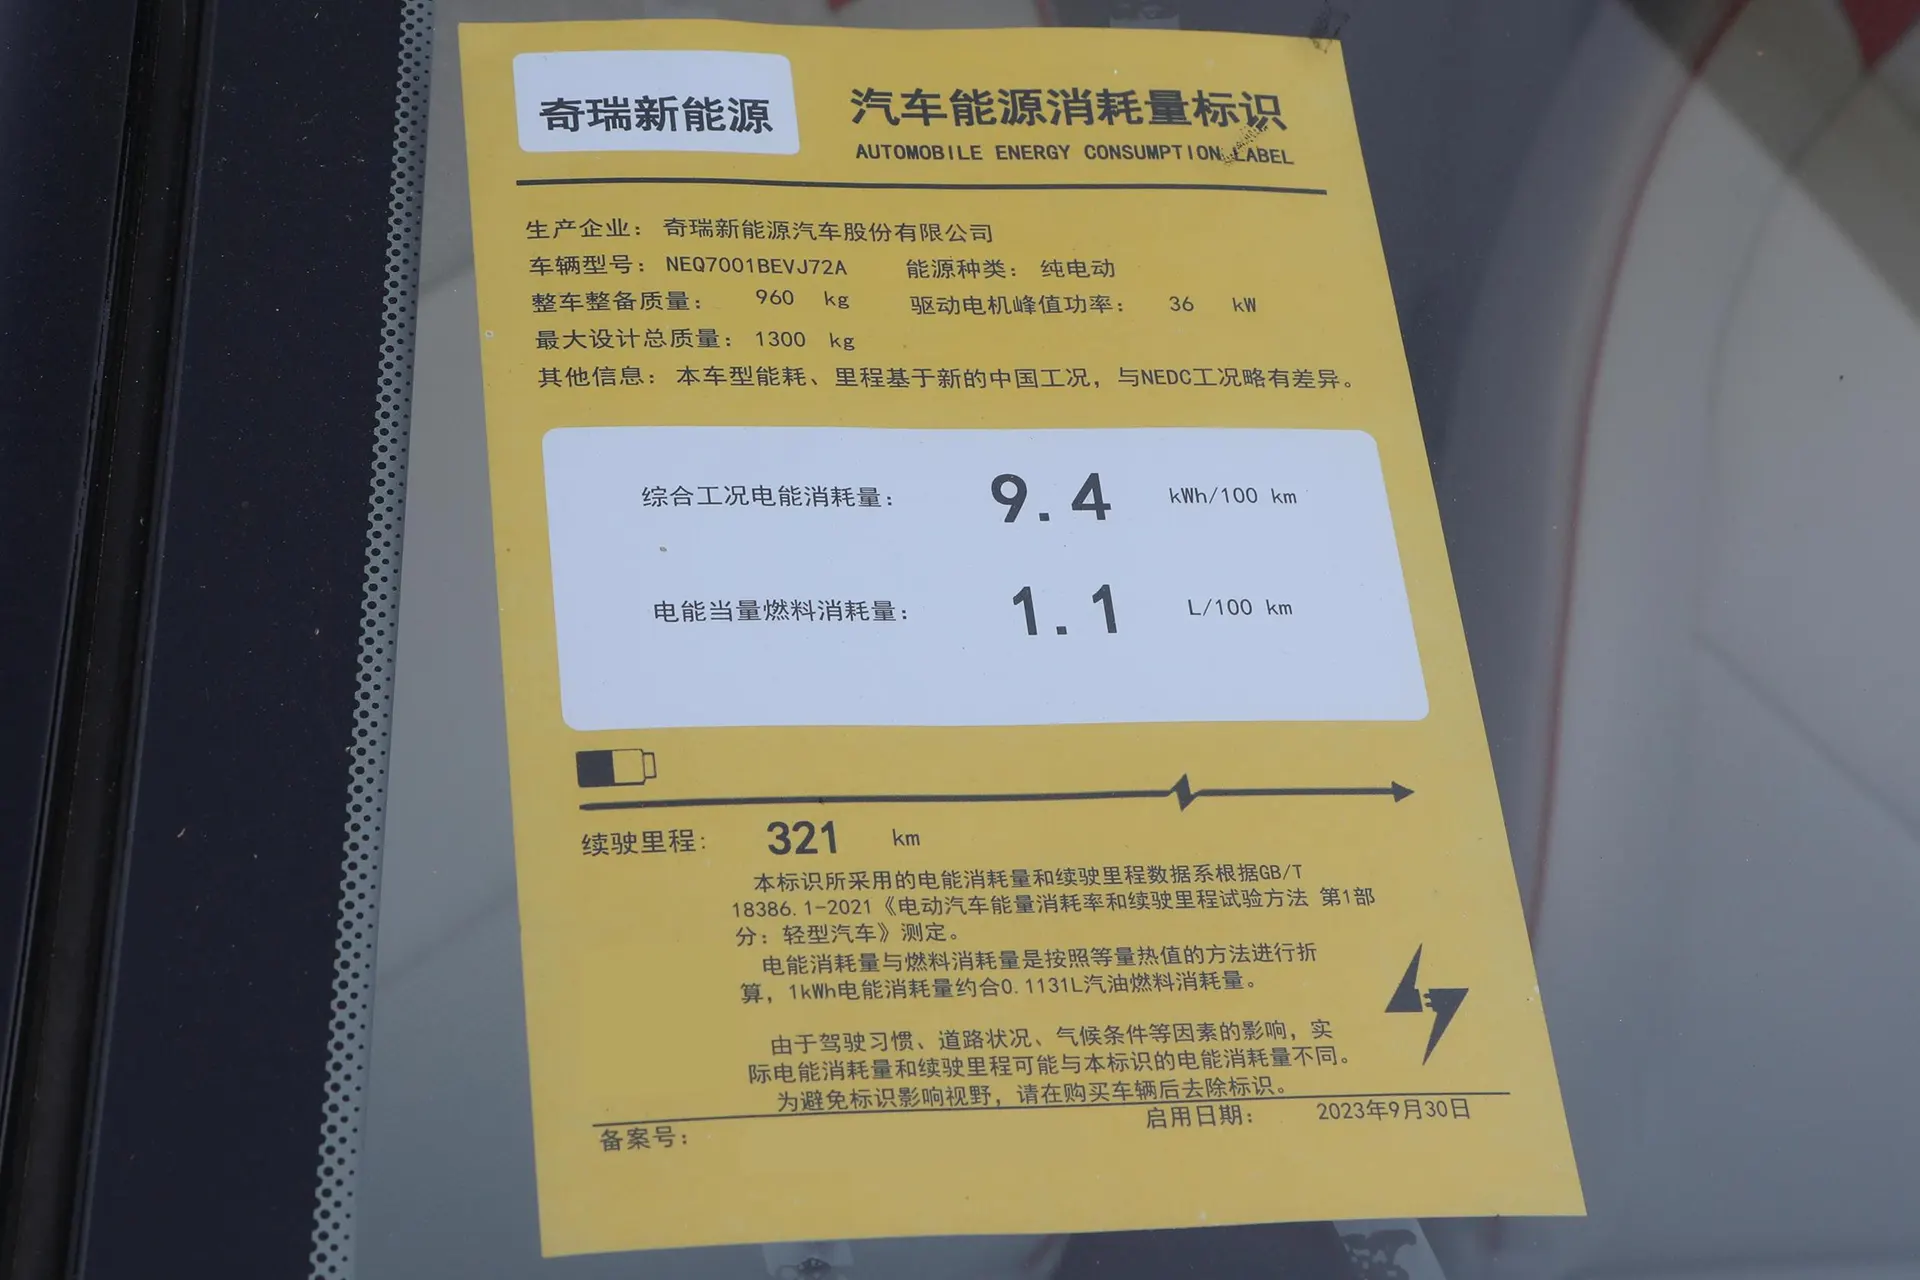 奇瑞新能源
汽车能源消耗量标识
AUTOMOBILE ENERGY CONSUMPTION LABEL
生产企业： 奇瑞新能源汽车股份有限公司
车辆型号： NEQ7001BEVJ72A 能源种类： 纯电动
整车整备质量： 960 kg 驱动电机峰值功率： 36 kW
最大设计总质量： 1300 kg
其他信息： 本车型能耗、里程基于新的中国工况，与NEDC工况略有差异。
综合工况电能消耗量： 9.4 kWh/100 km
电能当量燃料消耗量： 1.1 L/100 km
续驶里程: 321 km
本标识所采用的电能消耗量和续驶里程数据系根据GB/T
18386.1-2021《电动汽车能量消耗率和续驶里程试验方法 第1部
分：轻型汽车》测定。
电能消耗量与燃料消耗量是按照等量热值的方法进行折
算，1kWh电能消耗量约合0.1131L汽油燃料消耗量。
由于驾驶习惯、道路状况、气候条件等因素的影响，实
际电能消耗量和续驶里程可能与本标识的电能消耗量不同。
为避免标识影响视野，请在购买车辆后去除标识。
备案号： 启用日期： 2023年9月30日